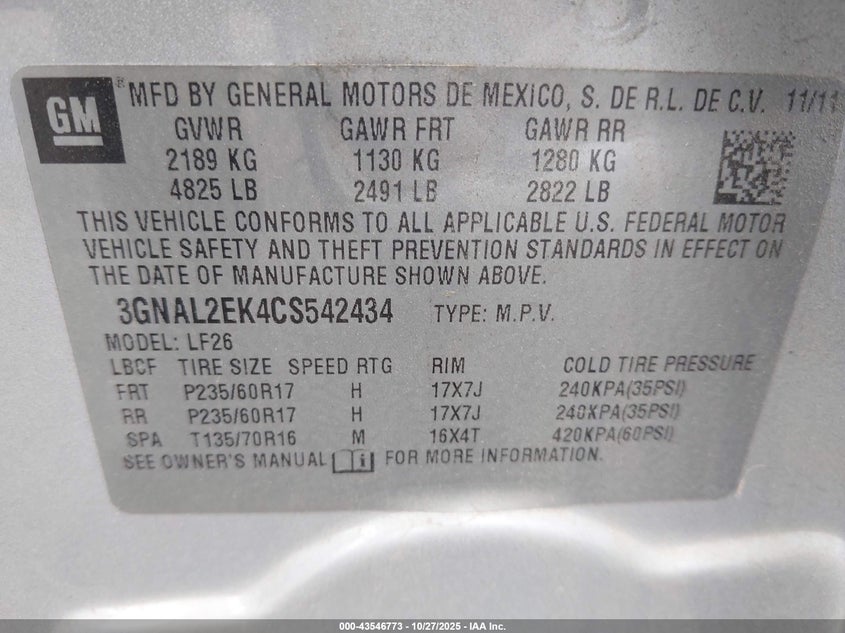 GM ® MFD BY GENERAL MOTORS DE MEXICO, S. DE R.L. DE C.V. 11/11
GVWR GAWR FRT GAWR RR
2189 KG 1130 KG 1280 KG
4825 LB 2491 LB 2822 LB
THIS VEHICLE CONFORMS TO ALL APPLICABLE U.S. FEDERAL MOTOR
VEHICLE SAFETY AND THEFT PREVENTION STANDARDS IN EFFECT ON
THE DATE OF MANUFACTURE SHOWN ABOVE.
3GNAL2EK4CS542434 TYPE: M.P.V.
MODEL: LF26
LBCF TIRE SIZE SPEED RTG RIM COLD TIRE PRESSURE
FRT P235/60R17 H 17X7J 240KPA(35PSI)
RR P235/60R17 H 17X7J 240KPA(35PSI)
SPA T135/70R16 M 16X4T 420KPA(60PSI)
SEE OWNER'S MANUAL i FOR MORE INFORMATION.
000-43546773 - 10/27/2025 - IAA Inc.